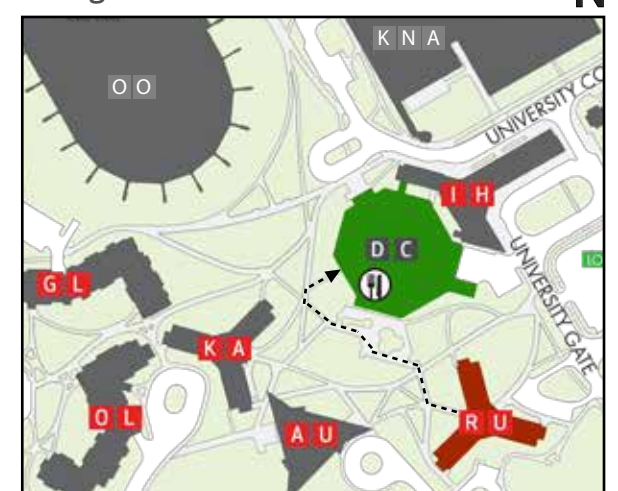 N
K N A
O O
UNIVERSITY CO
I H
D C
UNIVERSITY GATE
LO
G L
K A
O L
A U
R U